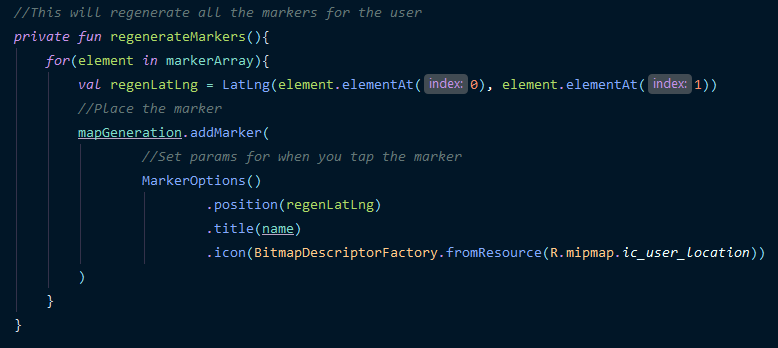 //This will regenerate all the markers for the user
private fun regenerateMarkers(){
for(element in markerArray){
val regenLatLng = LatLng(element.elementAt( index: 0), element.elementAt( index: 1))
//Place the marker
mapGeneration.addMarker(
//Set params for when you tap the marker
MarkerOptions()
.position(regenLatLng)
.title(name)
.icon(BitmapDescriptorFactory.fromResource(R.mipmap.ic_user_location))
)
}
}